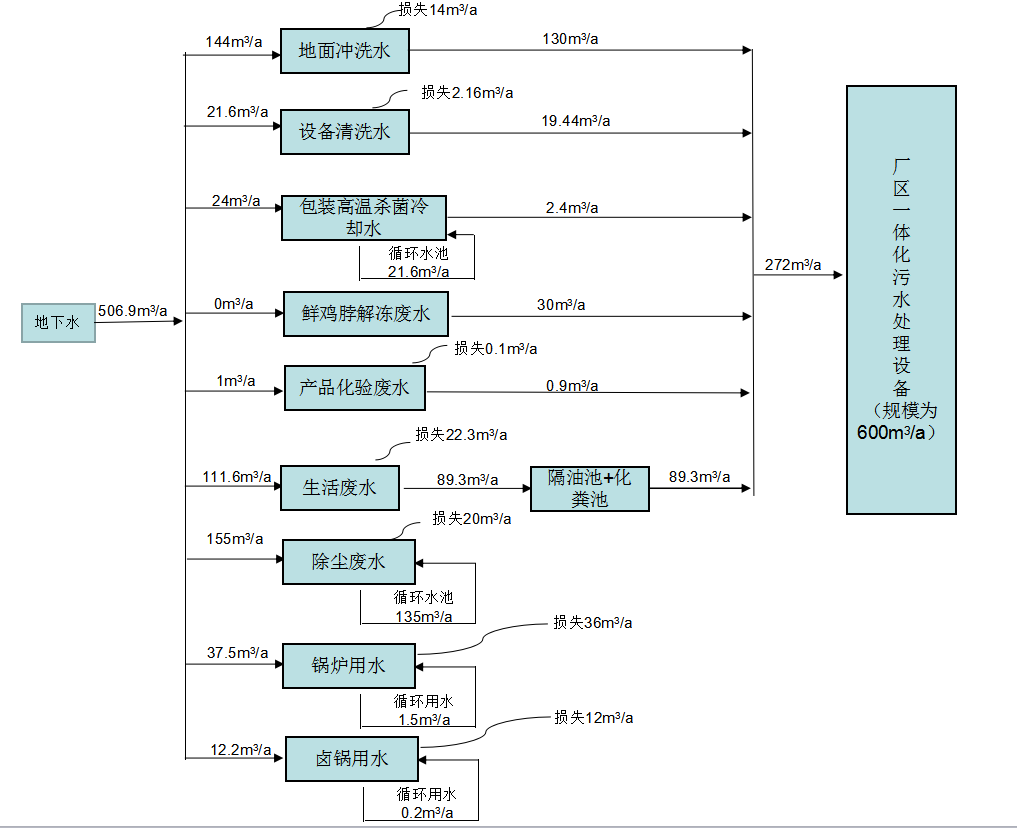 损失14m³/a
144m³/a
地面冲洗水
130m³/a
损失2.16m³/a
21.6m³/a
设备清洗水
19.44m³/a
24m³/a
包装高温杀菌冷
却水
2.4m³/a
循环水池
21.6m³/a
地下水
506.9m³/a
0m³/a
鲜鸡脖解冻废水
30m³/a
损失0.1m³/a
1m³/a
产品化验废水
0.9m³/a
损失22.3m³/a
111.6m³/a
生活废水
89.3m³/a
隔油池+化
粪池
89.3m³/a
272m³/a
厂
区
一
体
化
污
水
处
理
设
备
（规模为
600m³/a）
损失20m³/a
155m³/a
除尘废水
循环水池
135m³/a
损失36m³/a
37.5m³/a
锅炉用水
循环用水
1.5m³/a
损失12m³/a
12.2m³/a
卤锅用水
循环用水
0.2m³/a